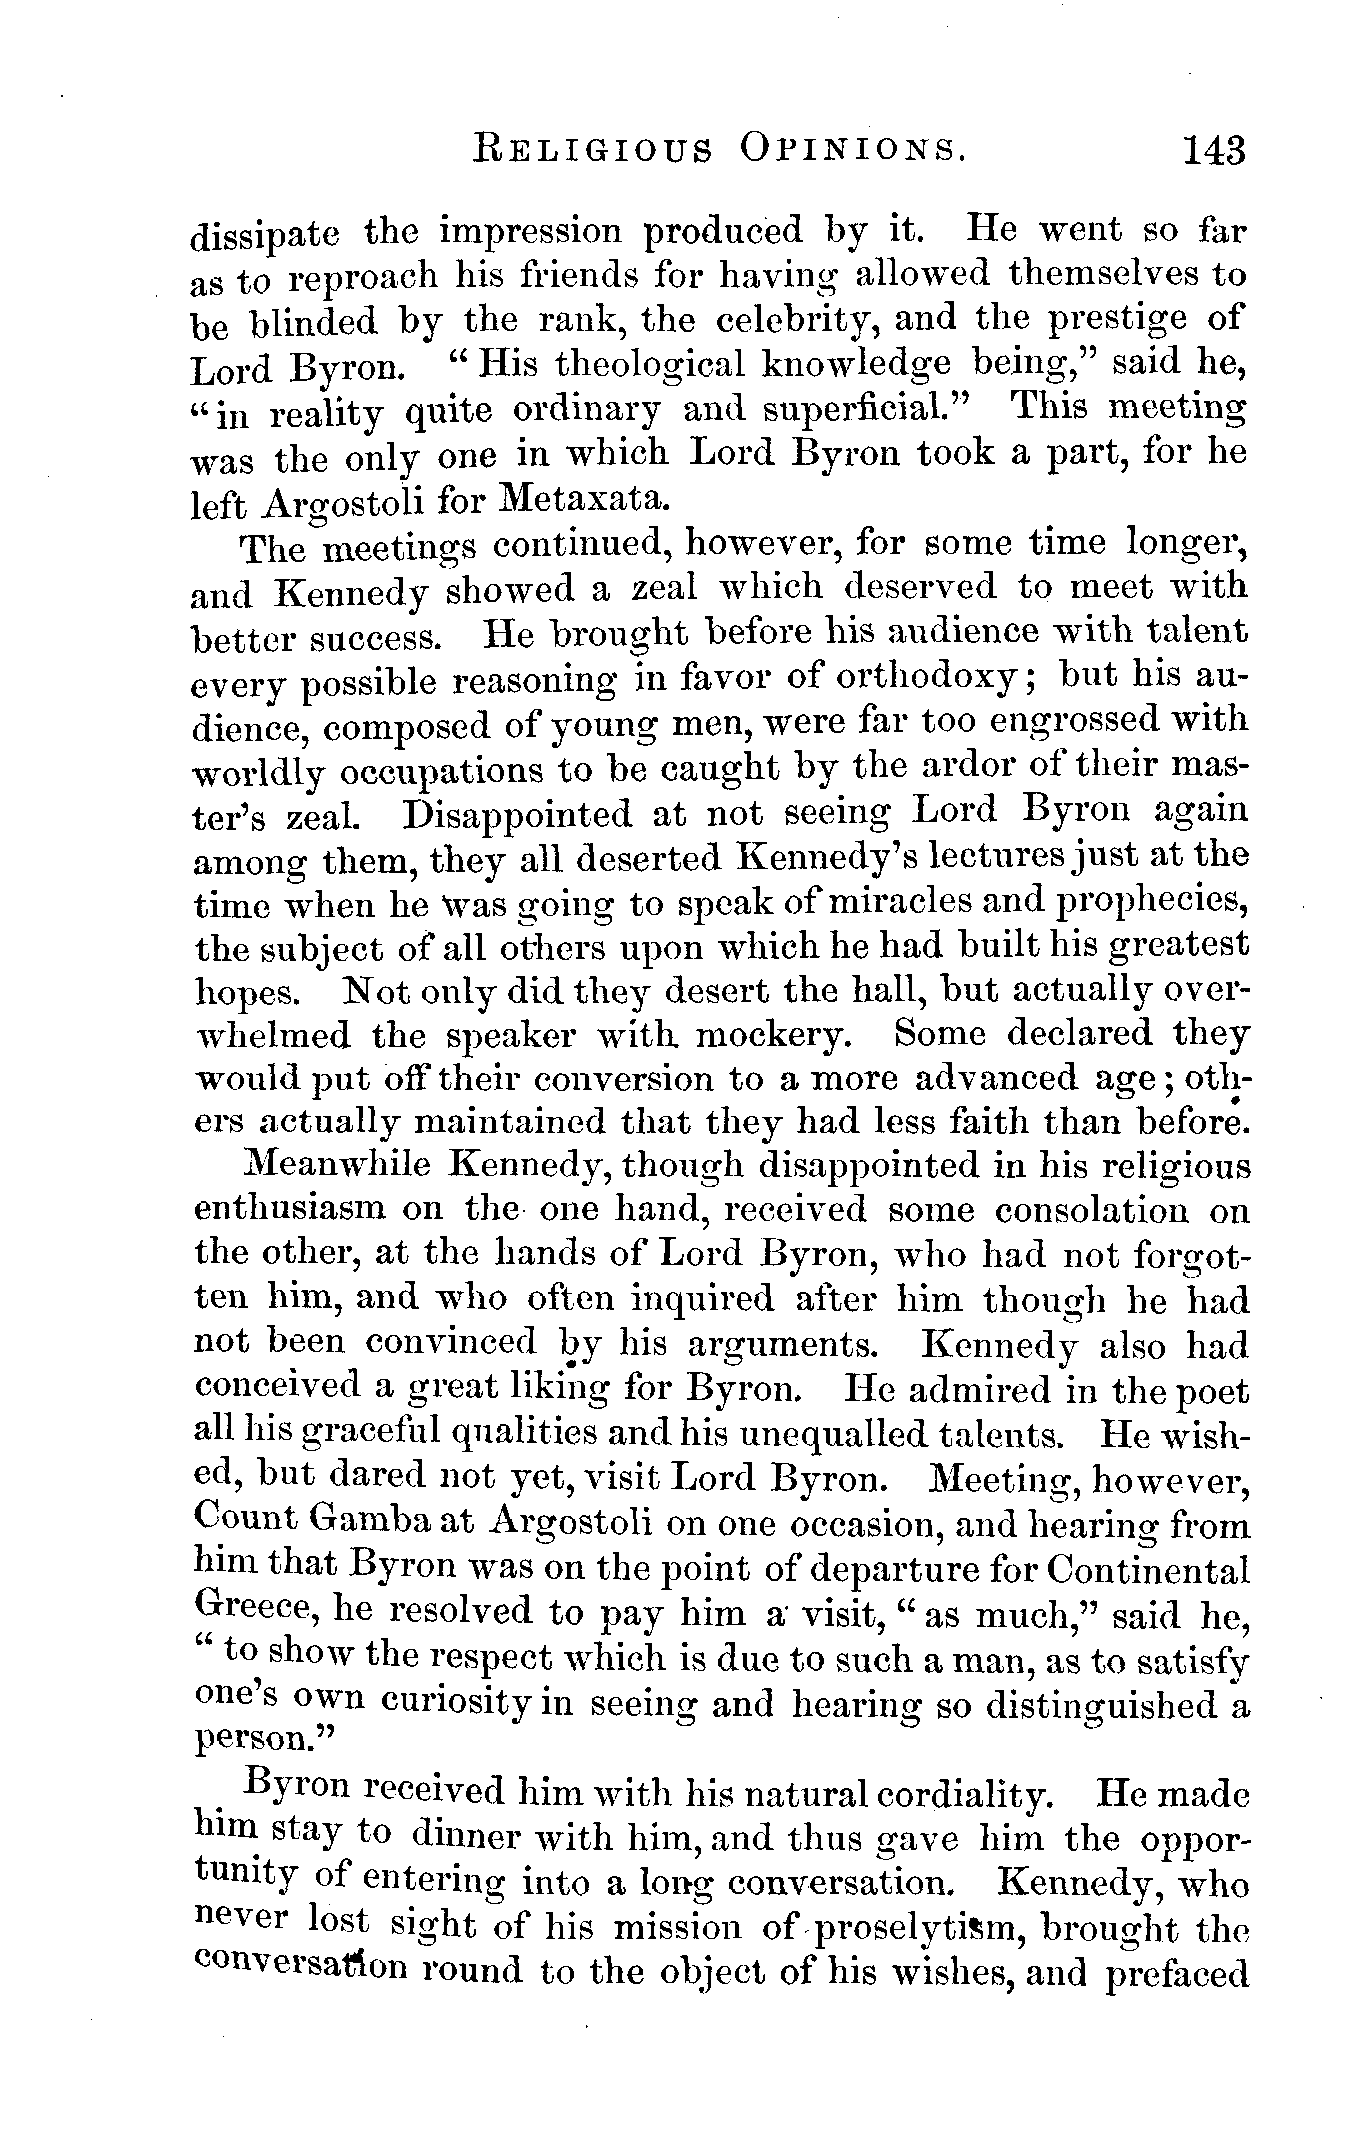 RELIGIOUS OPINIONS. 143
dissipate the impression produced by it. He went so far
as to reproach his friends for having allowed themselves to
be blinded by the rank, the celebrity, and the prestige of
Lord Byron. “ His theological knowledge being,” said he,
“in reality quite ordinary and superficial.” This meeting
was the only one in which Lord Byron took a part, for he
left Argostoli for Metaxata.
The meetings continued, however, for some time longer,
and Kennedy showed a zeal which deserved to meet with
better success. He brought before his audience with talent
every possible reasoning in favor of orthodoxy; but his au-
dience, composed of young men, were far too engrossed with
worldly occupations to be caught by the ardor of their mas-
ter’s zeal. Disappointed at not seeing Lord Byron again
among them, they all deserted Kennedy’s lectures just at the
time when he was going to speak of miracles and prophecies,
the subject of all others upon which he had built his greatest
hopes. Not only did they desert the hall, but actually over-
whelmed the speaker with mockery. Some declared they
would put off their conversion to a more advanced age; oth-
ers actually maintained that they had less faith than before.
Meanwhile Kennedy, though disappointed in his religious
enthusiasm on the one hand, received some consolation on
the other, at the hands of Lord Byron, who had not forgot-
ten him, and who often inquired after him though he had
not been convinced by his arguments. Kennedy also had
conceived a great liking for Byron. He admired in the poet
all his graceful qualities and his unequalled talents. He wish-
ed, but dared not yet, visit Lord Byron. Meeting, however,
Count Gamba at Argostoli on one occasion, and hearing from
him that Byron was on the point of departure for Continental
Greece, he resolved to pay him a visit, “ as much,” said he,
“ to show the respect which is due to such a man, as to satisfy
one’s own curiosity in seeing and hearing so distinguished a
person.”
Byron received him with his natural cordiality. He made
him stay to dinner with him, and thus gave him the oppor-
tunity of entering into a long conversation. Kennedy, who
never lost sight of his mission of proselytism, brought the
conversation round to the object of his wishes, and prefaced